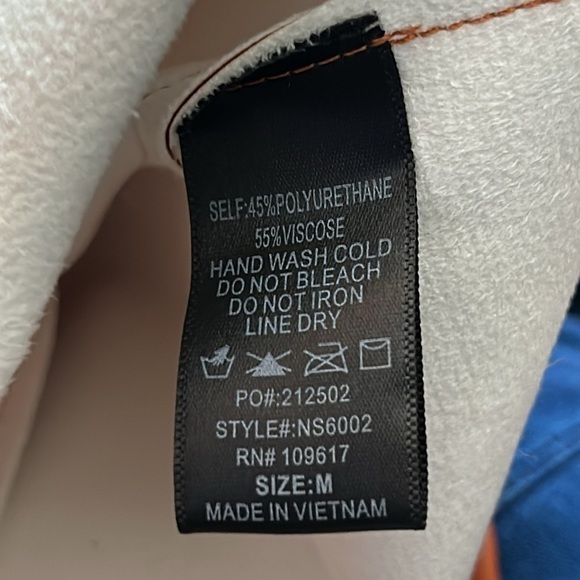 SELF:45%POLYURETHANE
55%VISCOSE
HAND WASH COLD
DO NOT BLEACH
DO NOT IRON
LINE DRY
PO#:212502
STYLE#:NS6002
RN# 109617
SIZE:M
MADE IN VIETNAM